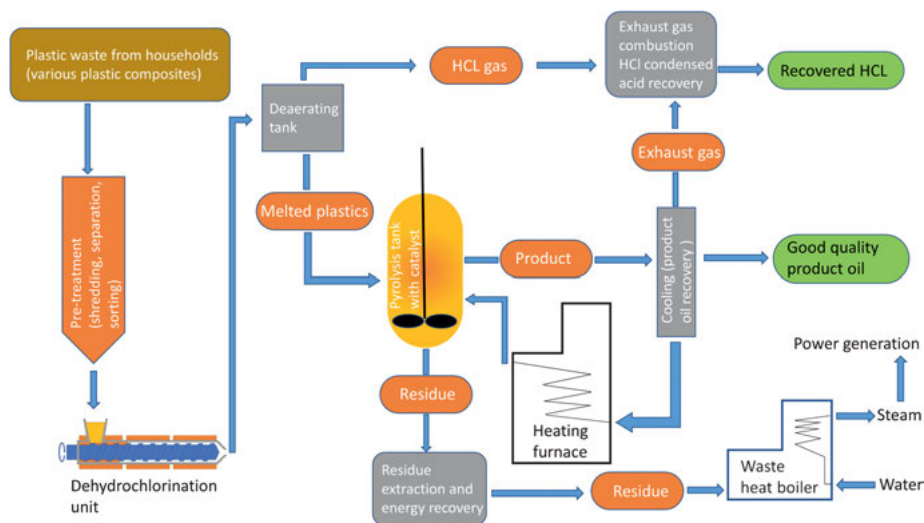 Plastic waste from households
(various plastic composites)
HCL gas
Exhaust gas
combustion
HCl condensed
acid recovery
Recovered HCL
Deaerating
tank
Exhaust gas
Melted plastics
Pre-treatment
(shredding, separation,
sorting)
Pyrolysis tank
with catalyst
Product
Cooling (product
oil recovery )
Good quality
product oil
Power generation
Residue
Heating
furnace
Steam
Dehydrochlorination
unit
Residue
extraction and
energy recovery
Residue
Waste
heat boiler
Water